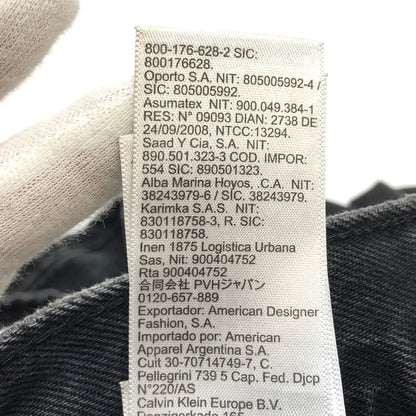 800-176-628-2 SIC:
800176628.
Oporto S.A. NIT: 805005992-4 /
SIC: 805005992.
Asumatex- NIT: 900.049.384-1
RES: N° 09093 DIAN: 2738 DE
24/09/2008, NTCC:13294.
Saad Y Cia, S.A. NIT:
890.501.323-3 COD. IMPOR:
554 SIC: 890501323.
Alba Marina Hoyos, .C.A. NIT:
38243979-6 / SIC: 38243979.
Karimka S.A.S. NIT:
830118758-3, R. SIC:
830118758.
Inen 1875 Logistica Urbana
Sas, Nit: 900404752
Rta 900404752
合同会社 PVHジャパン
0120-657-889
Exportador: American Designer
Fashion, S.A.
Importado por: American
Apparel Argentina S.A.
Cuit 30-70714749-7.
Pellegrini 739 5 Cap. Fed. Djcp
N°220/AS
Calvin Klein Europe B.V.
Danzigerkade 165